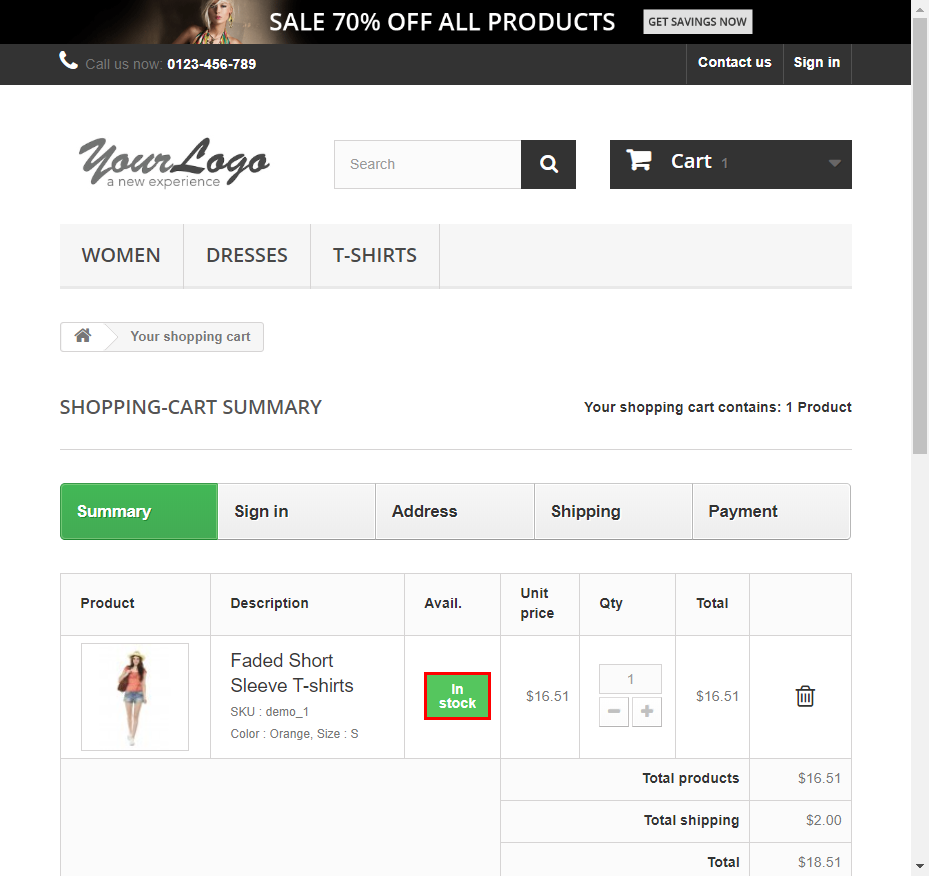 SALE 70% OFF ALL PRODUCTS GET SAVINGS NOW
Call us now: 0123-456-789 Contact us Sign in
YourLogo
a new experience
Search
Cart 1
WOMEN DRESSES T-SHIRTS
Your shopping cart
SHOPPING-CART SUMMARY Your shopping cart contains: 1 Product
Summary Sign in Address Shipping Payment
Product Description Avail. Unit price Qty Total
Faded Short
Sleeve T-shirts
SKU : demo_1
Color : Orange, Size : S
In
stock
$16.51
1
$16.51
Total products $16.51
Total shipping $2.00
Total $18.51